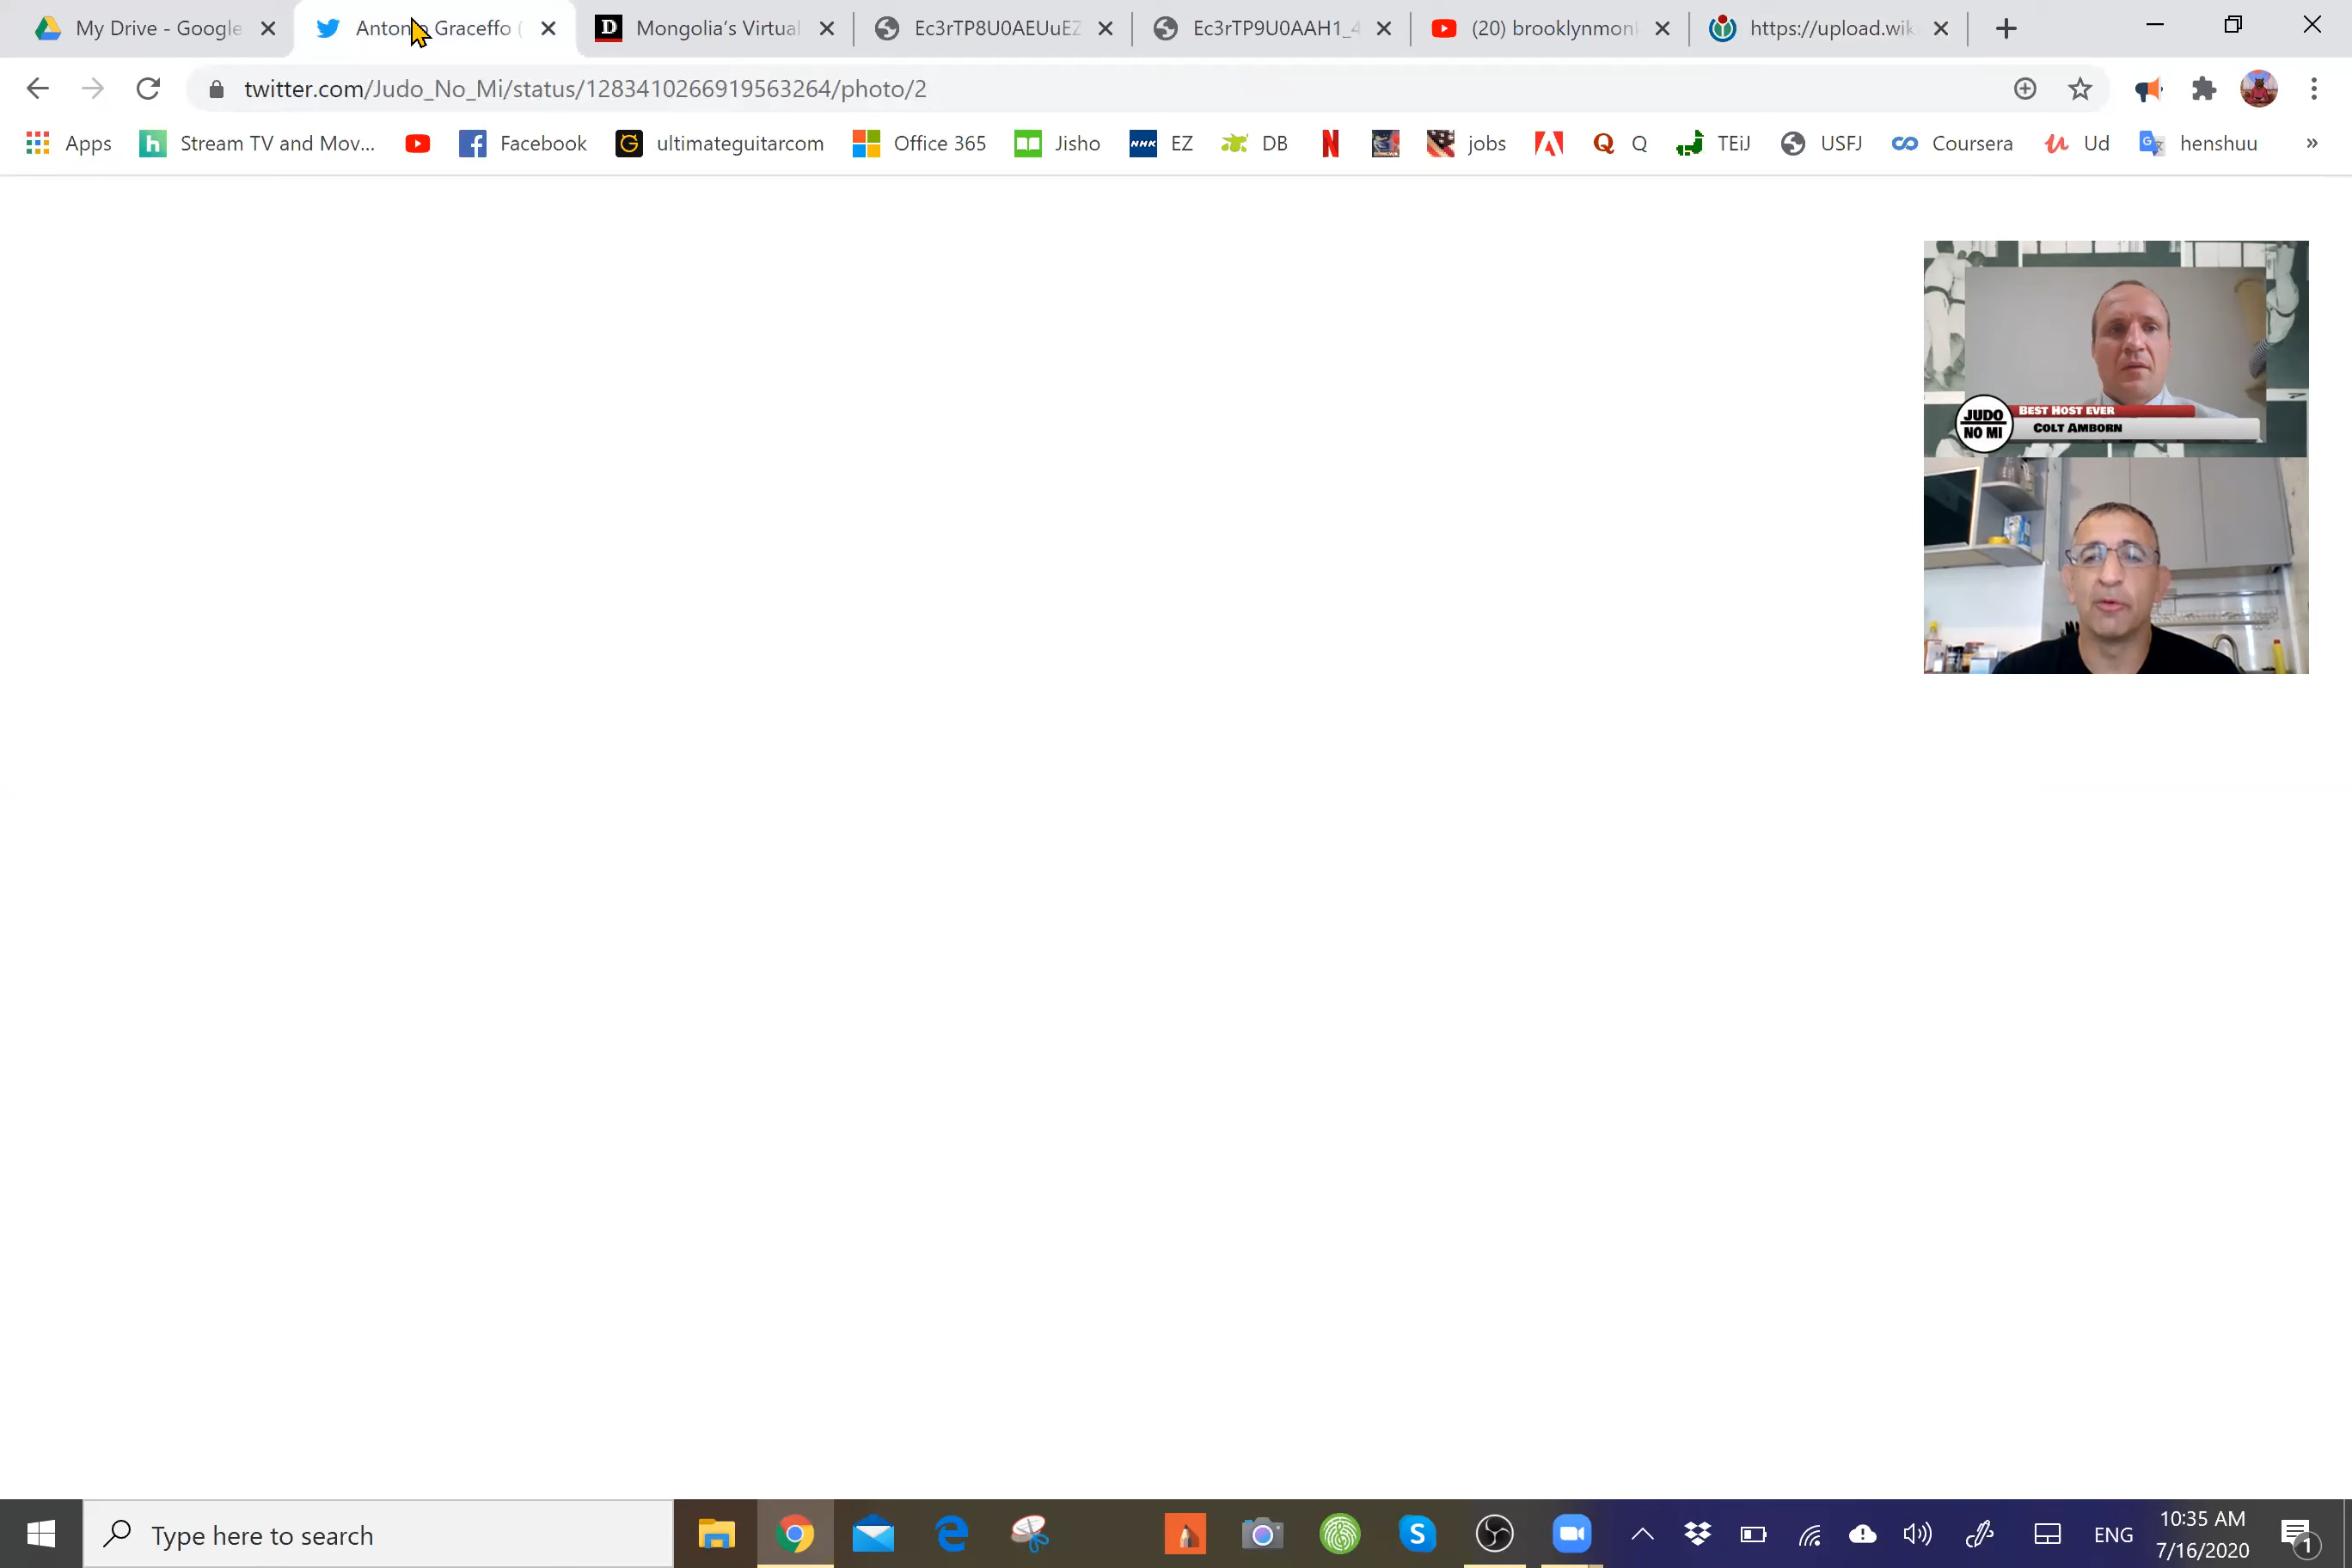 My Drive - Google
Antonio Graceffo (
D
Mongolia's Virtual
Ec3rTP8U0AEUuEZ
Ec3rTP9U0AAH1_4
(20) brooklynmon
https://upload.wik
twitter.com/Judo_No_Mi/status/1283410266919563264/photo/2
Apps
h
Stream TV and Mov...
Facebook
G
ultimateguitarcom
Office 365
Jisho
NHK
EZ
DB
N
jobs
Q
Q
TEiJ
USFJ
Coursera
Ud
henshuu
»
JUDO
NO MI
BEST HOST EVER
COLT AMBORN
Type here to search
S
ENG
10:35 AM
7/16/2020
1